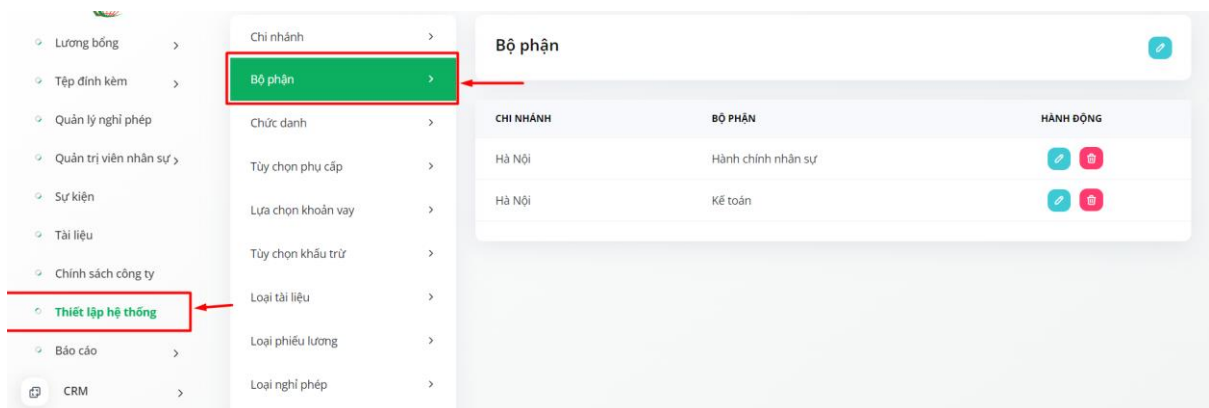 Lương bổng
Tệp đính kèm
Quản lý nghỉ phép
Quản trị viên nhân sự
Sự kiện
Tài liệu
Chính sách công ty
Thiết lập hệ thống
Báo cáo
CRM
Chi nhánh
Bộ phận
Chức danh
Tùy chọn phụ cấp
Lựa chọn khoản vay
Tùy chọn khấu trừ
Loại tài liệu
Loại phiếu lương
Loại nghỉ phép
Bộ phận
CHI NHÁNH BỘ PHẬN HÀNH ĐỘNG
Hà Nội Hành chính nhân sự
Hà Nội Kế toán